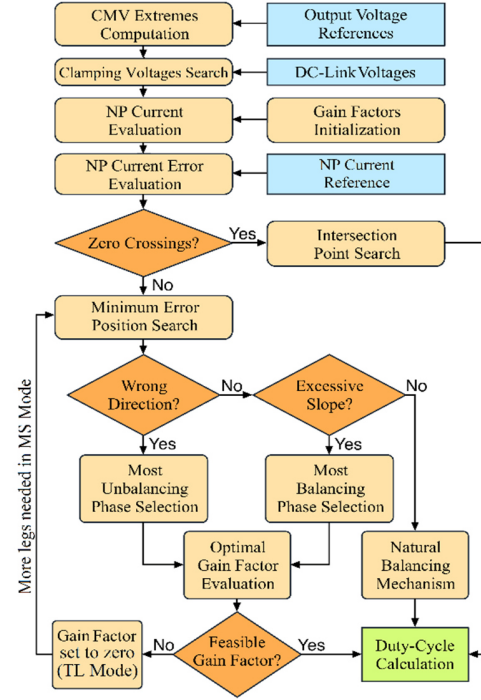 CMV Extremes
Computation
Output Voltage
References
Clamping Voltages Search
DC-Link Voltages
NP Current
Evaluation
Gain Factors
Initialization
NP Current Error
Evaluation
NP Current
Reference
Zero Crossings?
Yes
Intersection
Point Search
No
Minimum Error
Position Search
Wrong
Direction?
No
Excessive
Slope?
No
Yes
Yes
Most
Unbalancing
Phase Selection
Most
Balancing
Phase Selection
More legs needed in MS Mode
Optimal
Gain Factor
Evaluation
Natural
Balancing
Mechanism
Gain Factor
set to zero
(TL Mode)
No
Feasible
Gain Factor?
Yes
Duty-Cycle
Calculation